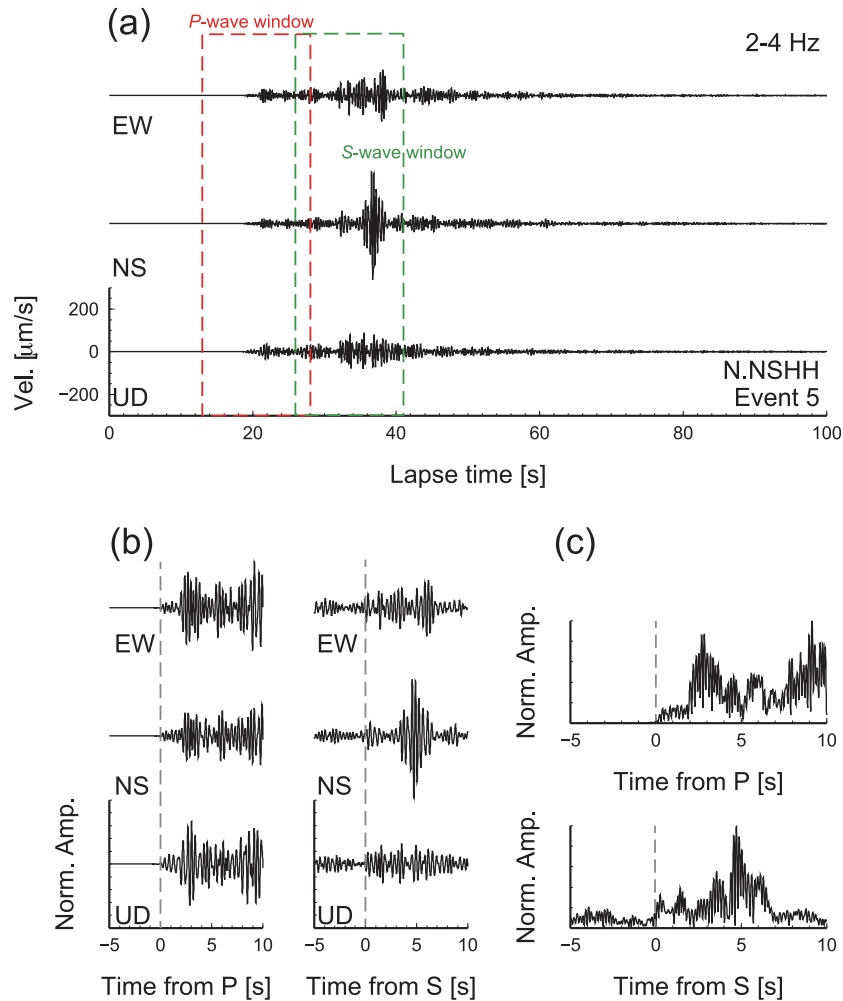 (a)
P-wave window
2-4 Hz
EW
S-wave window
NS
200
0
−200
Vel. [μm/s]
UD
N.NSHH
Event 5
0 20 40 60 80 100
Lapse time [s]
(b)
EW
NS
UD
Norm. Amp.
−5 0 5 10
Time from P [s]
EW
NS
UD
−5 0 5 10
Time from S [s]
(c)
Norm. Amp.
−5 0 5 10
Time from P [s]
Norm. Amp.
−5 0 5 10
Time from S [s]